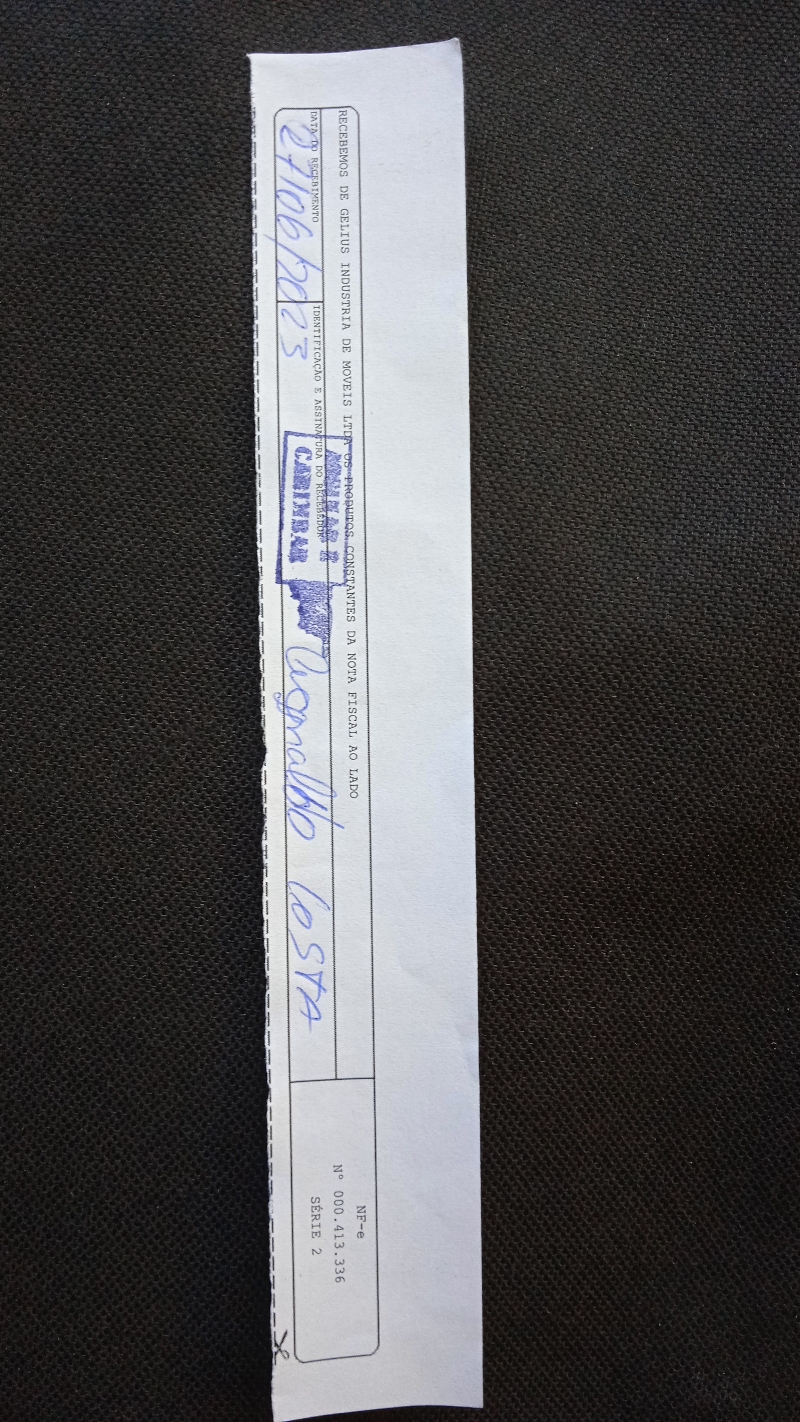 RECEBEMOS DE GELIUS INDUSTRIA DE MOVEIS LTDA OS PRODUTOS CONSTANTES DA NOTA FISCAL AO LADO
DATA DO RECEBIMENTO
27/06/2023
IDENTIFICAÇÃO E ASSINATURA DO RECEBEDOR
CARIMBAR
COSTA
NF-e
Nº 000.413.336
SÉRIE 2